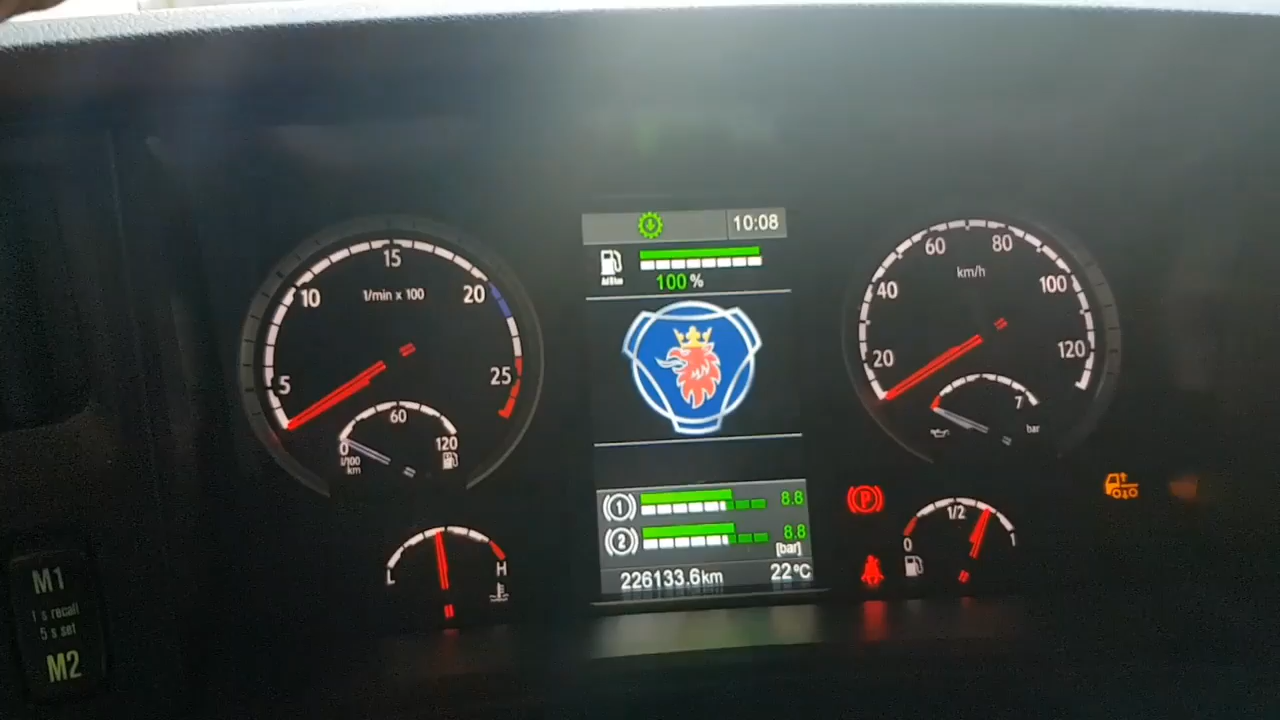 10:08
100 %
15
10
20
1/min x 100
5
25
60
0
120
l/100
km
60
80
km/h
40
100
20
120
7
bar
1
8.8
2
8.8
[bar]
226133.6km
22°C
P
L
H
0
1/2
1
M1
1 s recall
5 s set
M2